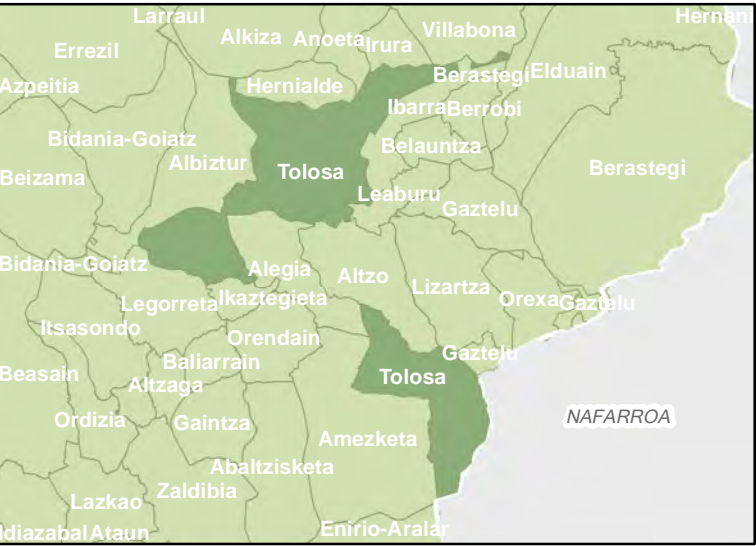 Larraul
Hernani
Villabona
Alkiza
Anoeta
Irura
Errezil
Azpeitia
Hernialde
Berastegi
Elduain
Ibarra
Berrobi
Bidania-Goiatz
Belauntza
Albiztur
Tolosa
Berastegi
Beizama
Leaburu
Gaztelu
Bidania-Goiatz
Alegia
Altzo
Lizartza
Legorreta
Ikaztegieta
Orexa
Gaztelu
Itsasondo
Orendain
Baliarrain
Gaztelu
Beasain
Altzaga
Tolosa
Ordizia
Gaintza
NAFARROA
Amezketa
Abaltzisketa
Zaldibia
Lazkao
Enirio-Aralar
Idiazabal
Ataun